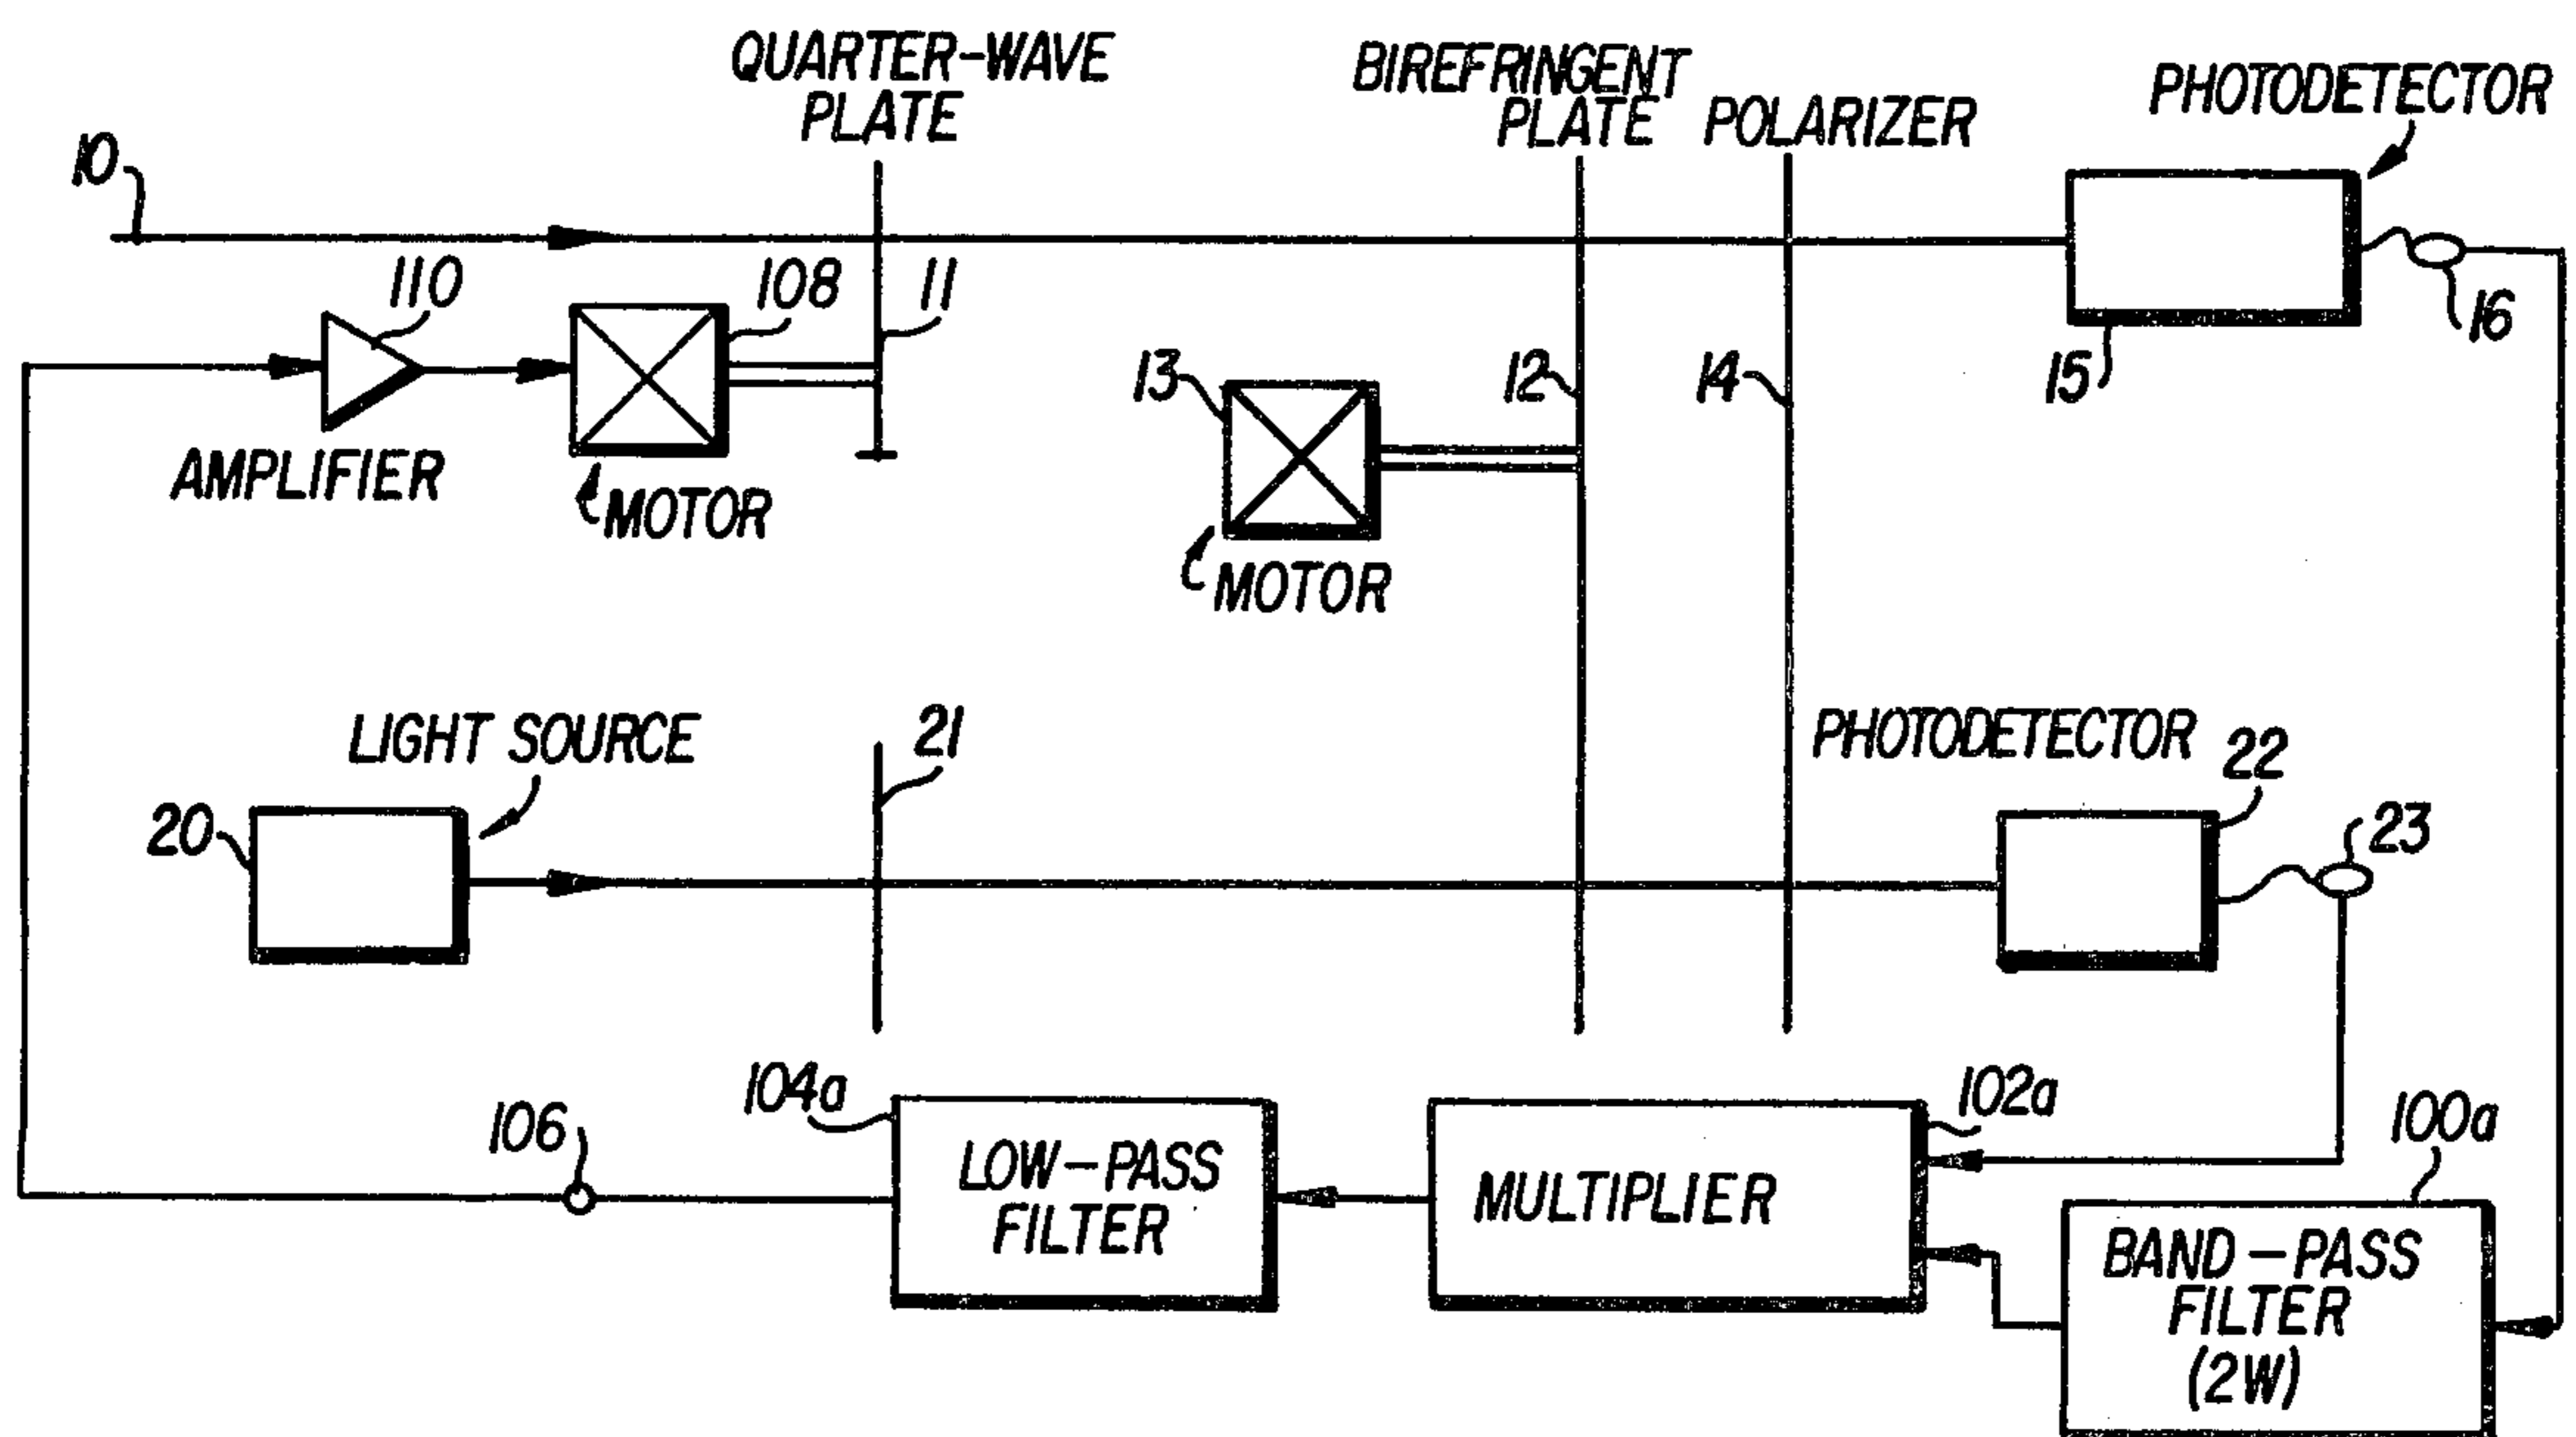 QUARTER-WAVE
PLATE
BIREFRINGENT
PLATE
POLARIZER
PHOTODETECTOR
10
110
108
11
13
12
14
15
16
AMPLIFIER
MOTOR
MOTOR
LIGHT SOURCE
20
21
PHOTODETECTOR
22
23
106
104a
LOW-PASS
FILTER
102a
MULTIPLIER
100a
BAND-PASS
FILTER
(2W)